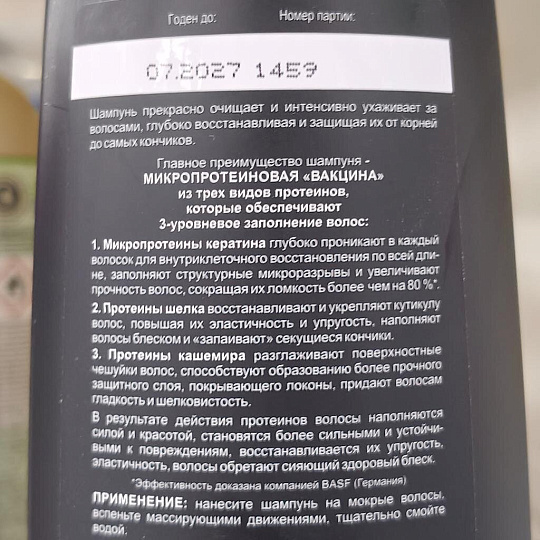 Годен до: Номер партии:
07.2027 1459
Шампунь прекрасно очищает и интенсивно ухаживает за
волосами, глубоко восстанавливая и защищая их от корней
до самых кончиков.
Главное преимущество шампуня -
МИКРОПРОТЕИНОВАЯ «ВАКЦИНА»
из трех видов протеинов,
которые обеспечивают
3-уровневое заполнение волос:
1. Микропротеины кератина глубоко проникают в каждый
волосок для внутриклеточного восстановления по всей дли-
не, заполняют структурные микроразрывы и увеличивают
прочность волос, сокращая их ломкость более чем на 80 %*.
2. Протеины шелка восстанавливают и укрепляют кутикулу
волос, повышая их эластичность и упругость, наполняют
волосы блеском и «запаивают» секущиеся кончики.
3. Протеины кашемира разглаживают поверхностные
чешуйки волос, способствуют образованию более прочного
защитного слоя, покрывающего локоны, придают волосам
гладкость и шелковистость.
В результате действия протеинов волосы наполняются
силой и красотой, становятся более сильными и устойчи-
выми к повреждениям, восстанавливается их упругость,
эластичность, волосы обретают сияющий здоровый блеск.
*Эффективность доказана компанией BASF (Германия)
ПРИМЕНЕНИЕ: нанесите шампунь на мокрые волосы,
вспеньте массирующими движениями, тщательно смойте
водой.